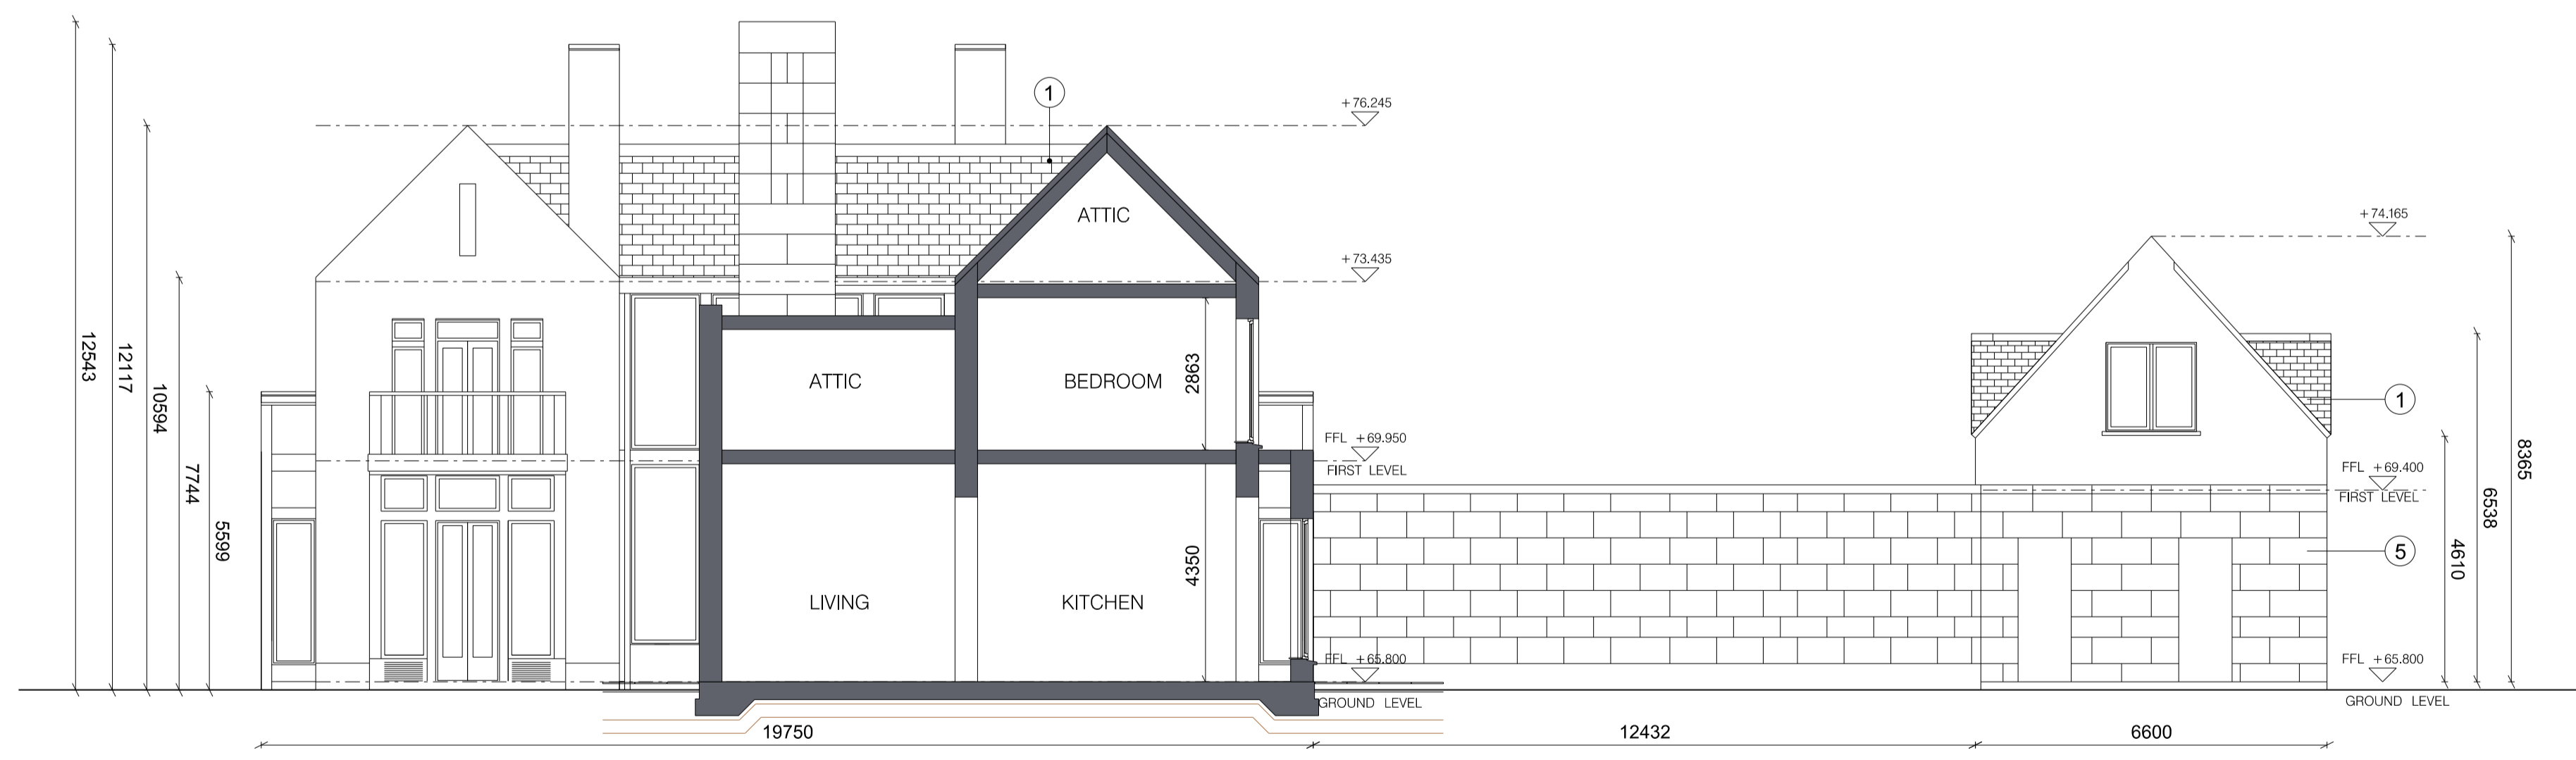 12543
12117
10594
7744
5599
1
+76.245
+73.435
ATTIC
ATTIC
BEDROOM
2863
FFL +69.950
FIRST LEVEL
LIVING
KITCHEN
4350
FFL +65.800
GROUND LEVEL
+74.165
1
FFL +69.400
FIRST LEVEL
5
FFL +65.800
GROUND LEVEL
4610
6538
8365
19750
12432
6600